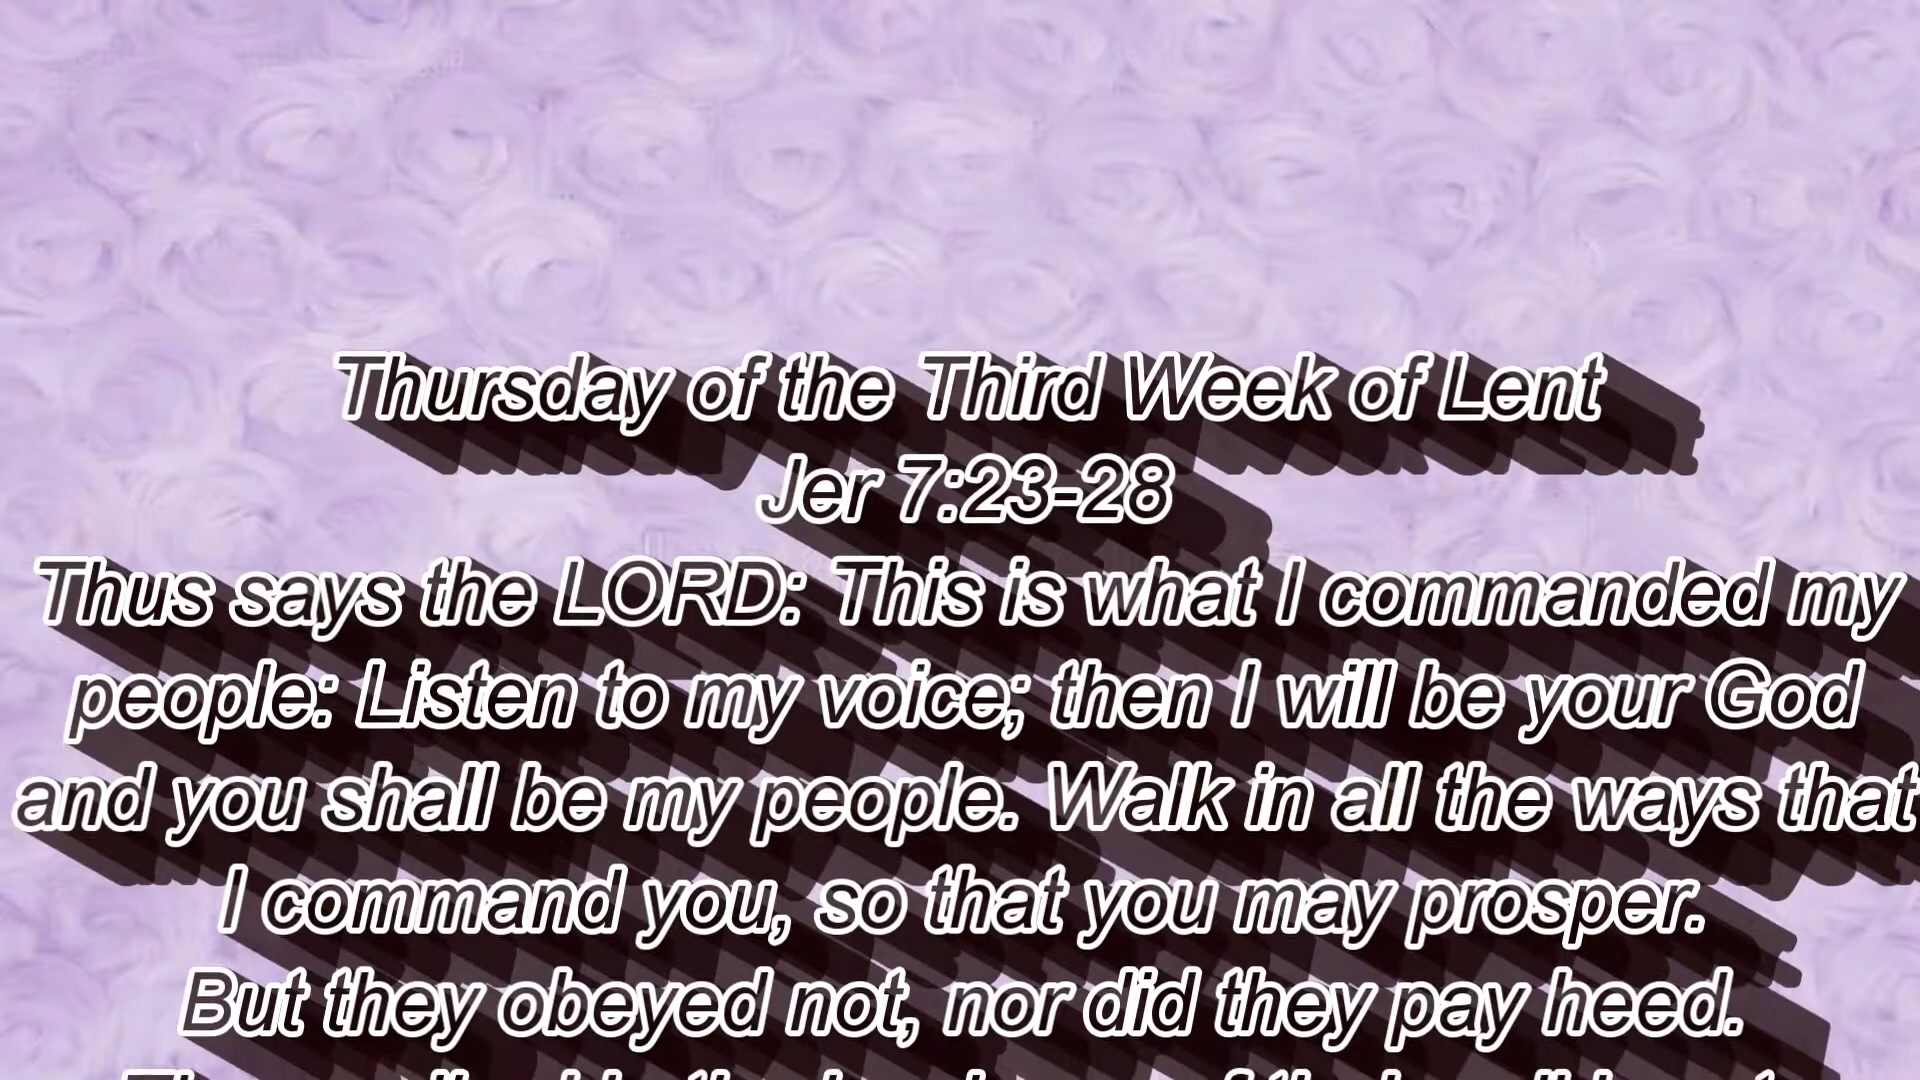 Thursday of the Third Week of Lent
Jer 7:23-28
Thus says the LORD: This is what I commanded my
people: Listen to my voice; then I will be your God
and you shall be my people. Walk in all the ways that
I command you, so that you may prosper.
But they obeyed not, nor did they pay heed.